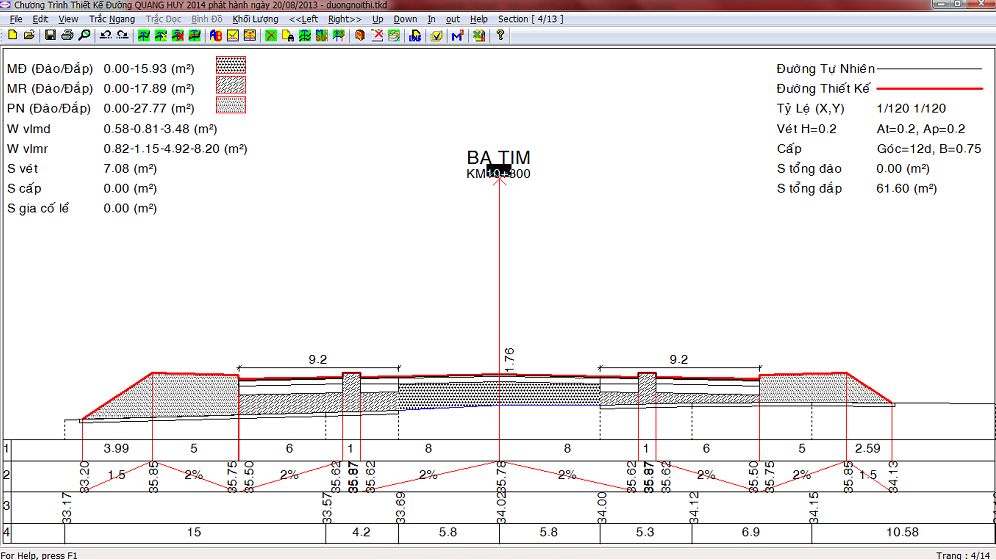 Chương Trình Thiết Kế Đường QUANG HUY 2014 phát hành ngày 20/08/2013 - duongnoithi.tkd
File Edit View Trắc Ngang Trắc Dọc Bình Đồ Khối Lượng <<Left Right>> Up Down In out Help Section [ 4/13 ]
MĐ (Đào/Đắp) 0.00-15.93 (m²)
MR (Đào/Đắp) 0.00-17.89 (m²)
PN (Đào/Đắp) 0.00-27.77 (m²)
W vlmd 0.58-0.81-3.48 (m²)
W vlmr 0.82-1.15-4.92-8.20 (m²)
S vét 7.08 (m²)
S cấp 0.00 (m²)
S gia cố lề 0.00 (m²)
Đường Tự Nhiên
Đường Thiết Kế
Tỷ Lệ (X,Y) 1/120 1/120
Vét H=0.2 At=0.2, Ap=0.2
Cấp Góc=12d, B=0.75
S tổng đào 0.00 (m²)
S tổng đắp 61.60 (m²)
BA TIM
9.2 1.76 9.2
1 3.99 5 6 1 8 8 1 6 5 2.59
2 1.5 2% 2% 2% 2% 2% 2% 1.5
33.20 35.85 35.75 35.50 35.62 35.87 35.62 35.78 35.62 35.87 35.62 35.50 35.75 35.85 34.13
3 33.17 33.57 33.69 34.02 34.00 34.12 34.15
4 15 4.2 5.8 5.8 5.3 6.9 10.58
For Help, press F1 Trang : 4/14